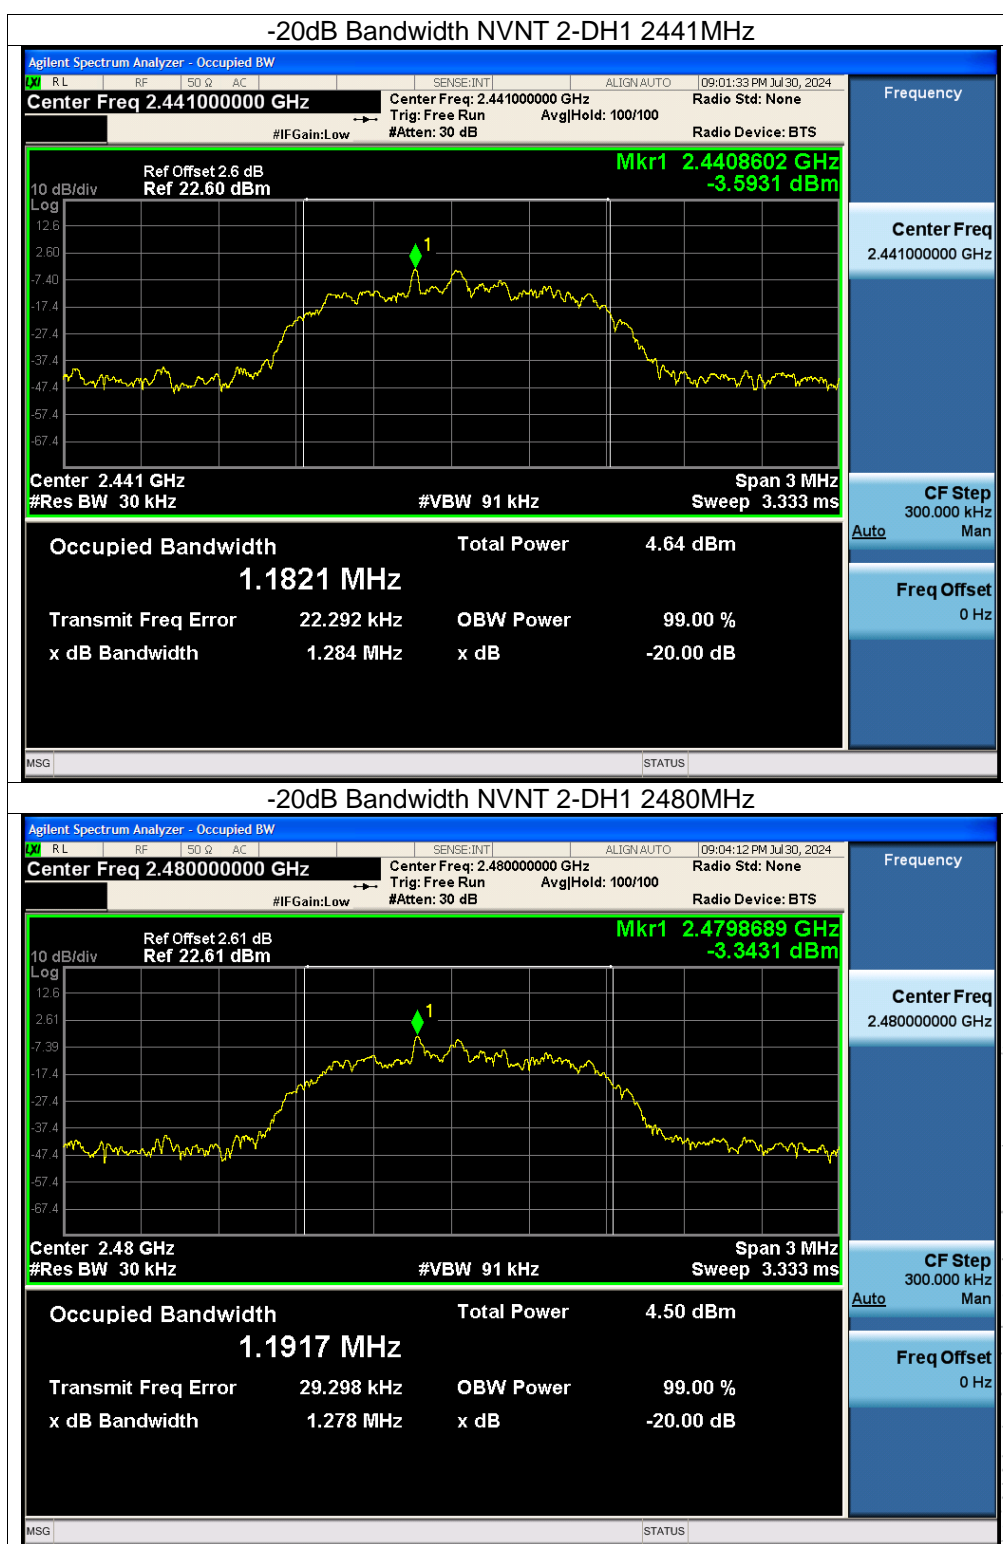 -20dB Bandwidth NVNT 2-DH1 2441MHz
Agilent Spectrum Analyzer - Occupied BW
LXI RL RF 50 Ω AC SENSE:INT ALIGN AUTO 09:01:33 PM Jul 30, 2024
Center Freq 2.441000000 GHz
Center Freq: 2.441000000 GHz Radio Std: None
Trig: Free Run Avg|Hold: 100/100
#IFGain:Low #Atten: 30 dB Radio Device: BTS
Frequency
Mkr1 2.4408602 GHz
-3.5931 dBm
Ref Offset 2.6 dB
10 dB/div Ref 22.60 dBm
Log
12.6
2.60
-7.40
-17.4
-27.4
-37.4
-47.4
-57.4
-67.4
1
Center Freq
2.441000000 GHz
Center 2.441 GHz Span 3 MHz
#Res BW 30 kHz #VBW 91 kHz Sweep 3.333 ms
CF Step
300.000 kHz
Auto Man
Occupied Bandwidth Total Power 4.64 dBm
1.1821 MHz
Transmit Freq Error 22.292 kHz OBW Power 99.00 %
x dB Bandwidth 1.284 MHz x dB -20.00 dB
Freq Offset
0 Hz
MSG STATUS
-20dB Bandwidth NVNT 2-DH1 2480MHz
Agilent Spectrum Analyzer - Occupied BW
LXI RL RF 50 Ω AC SENSE:INT ALIGN AUTO 09:04:12 PM Jul 30, 2024
Center Freq 2.480000000 GHz
Center Freq: 2.480000000 GHz Radio Std: None
Trig: Free Run Avg|Hold: 100/100
#IFGain:Low #Atten: 30 dB Radio Device: BTS
Frequency
Mkr1 2.4798689 GHz
-3.3431 dBm
Ref Offset 2.61 dB
10 dB/div Ref 22.61 dBm
Log
12.6
2.61
-7.39
-17.4
-27.4
-37.4
-47.4
-57.4
-67.4
1
Center Freq
2.480000000 GHz
Center 2.48 GHz Span 3 MHz
#Res BW 30 kHz #VBW 91 kHz Sweep 3.333 ms
CF Step
300.000 kHz
Auto Man
Occupied Bandwidth Total Power 4.50 dBm
1.1917 MHz
Transmit Freq Error 29.298 kHz OBW Power 99.00 %
x dB Bandwidth 1.278 MHz x dB -20.00 dB
Freq Offset
0 Hz
MSG STATUS